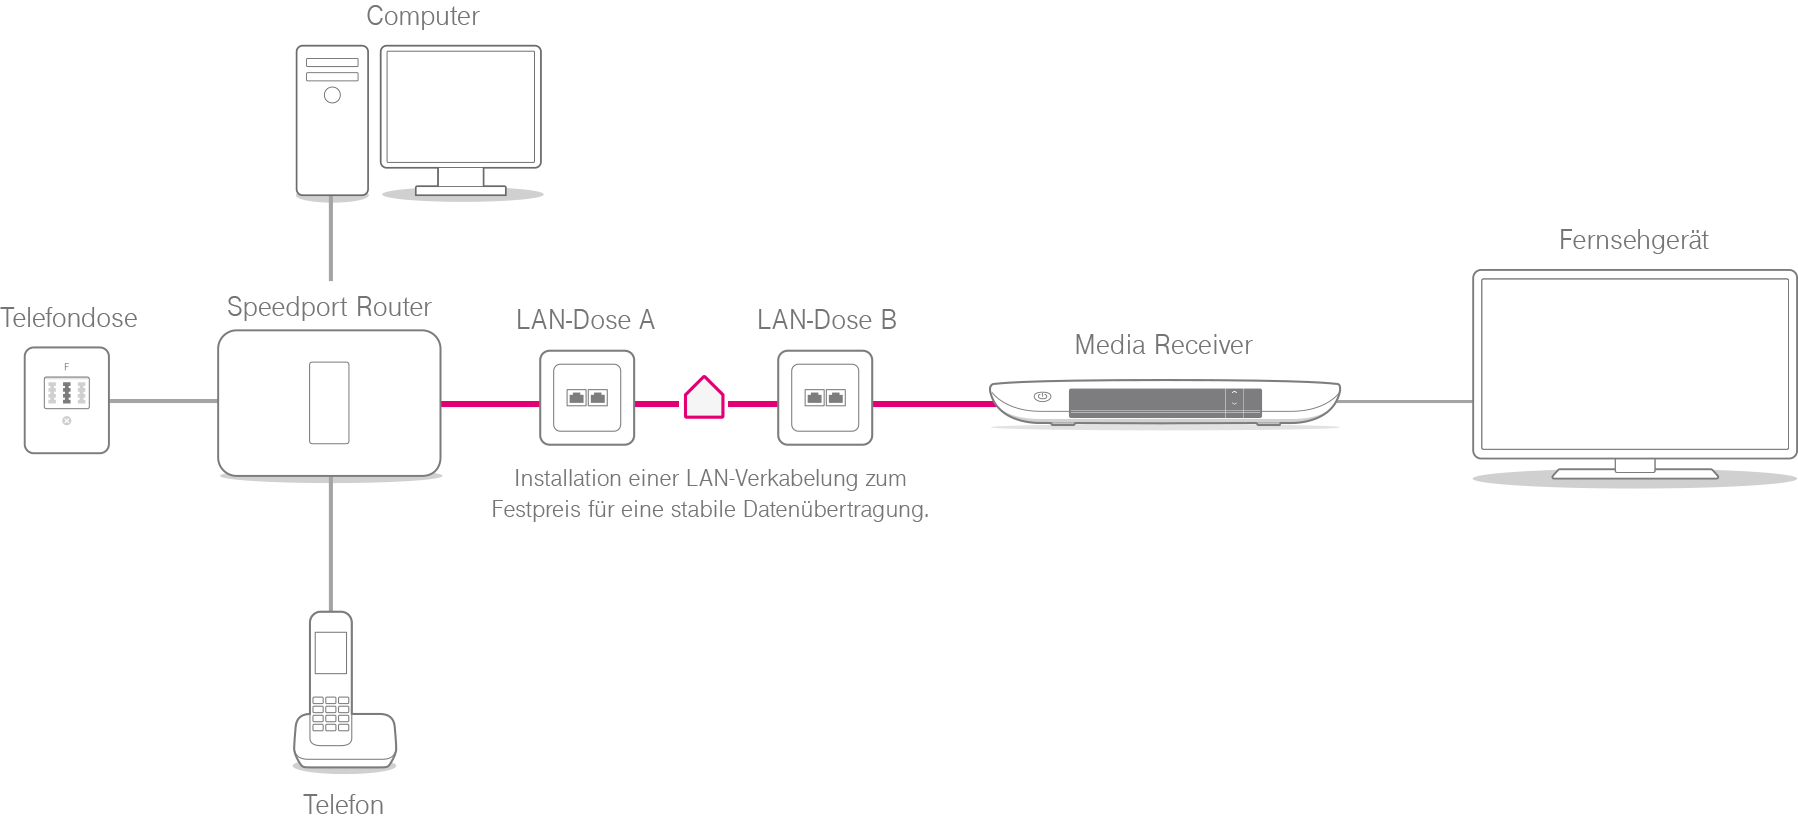 Computer
Fernsehgerät
Speedport Router
Telefondose
LAN-Dose A
LAN-Dose B
Media Receiver
F
Installation einer LAN-Verkabelung zum
Festpreis für eine stabile Datenübertragung.
Telefon